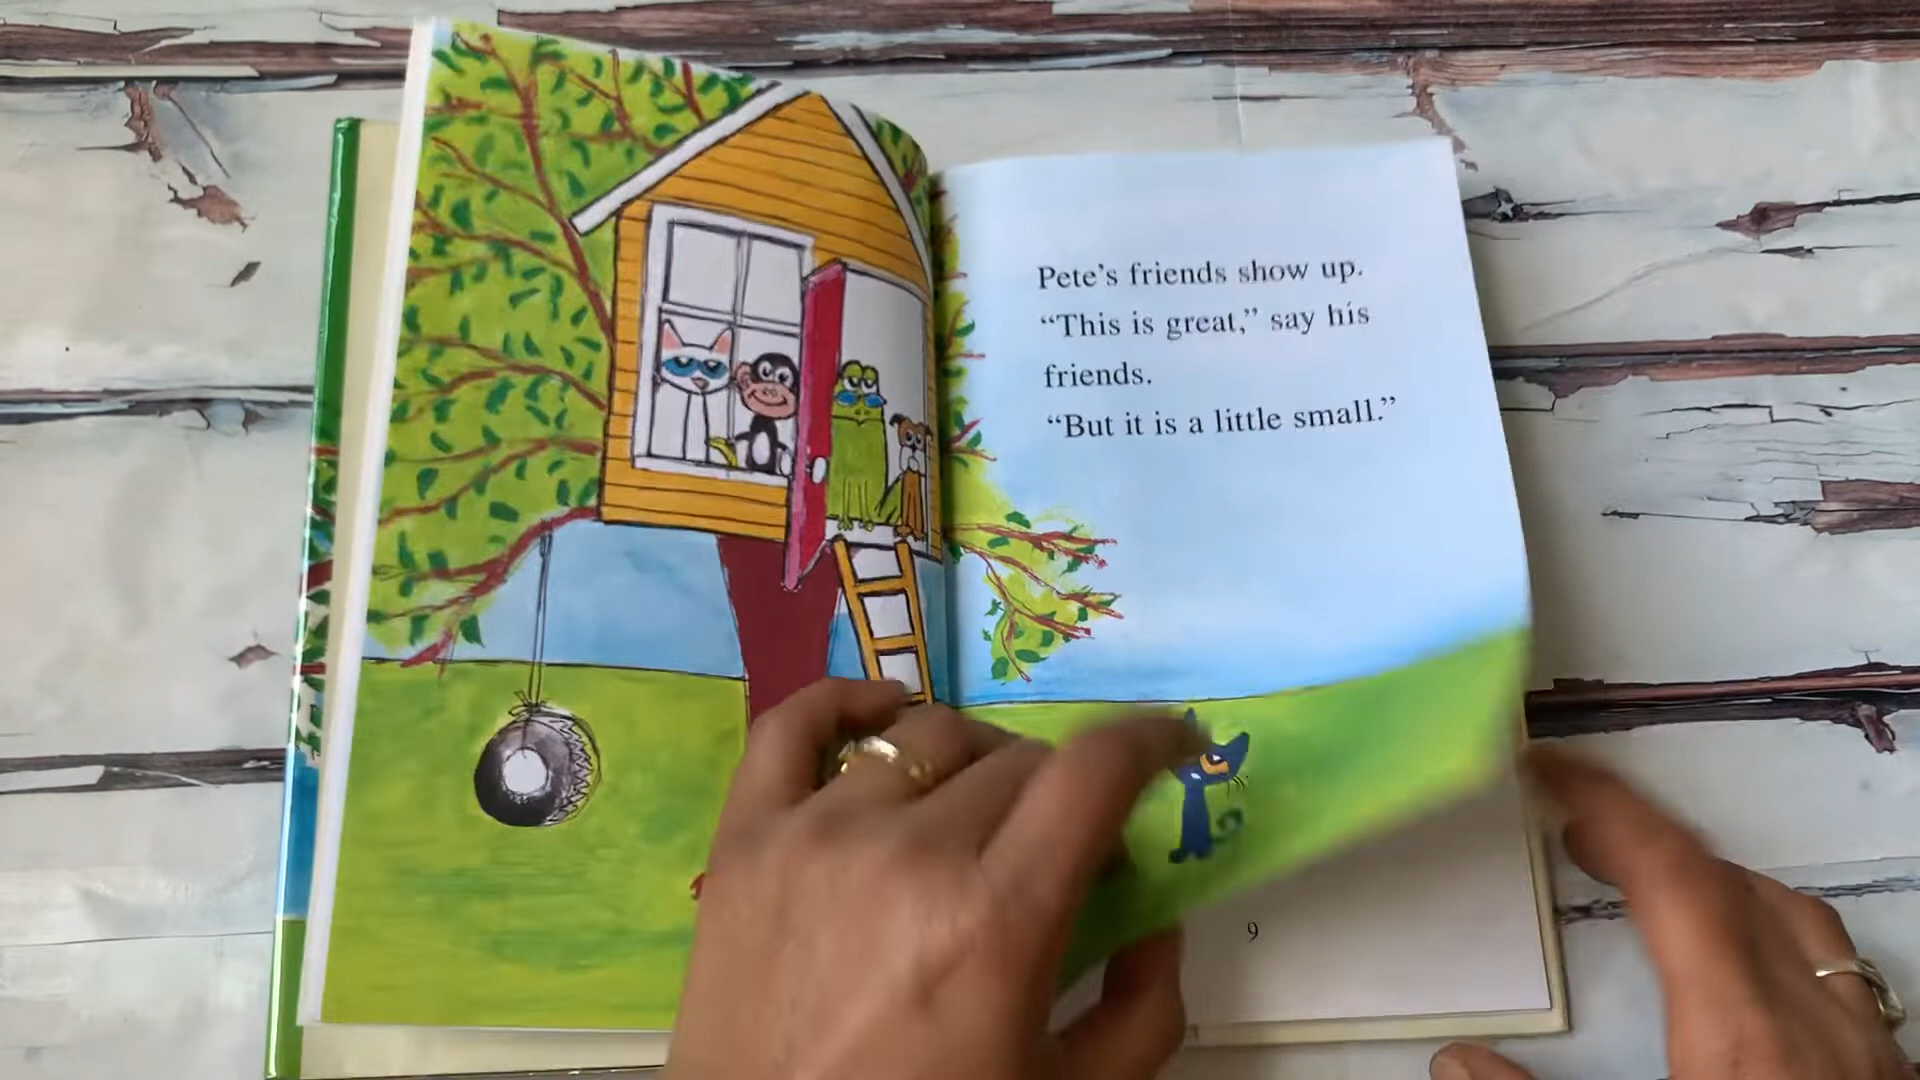 Pete’s friends show up.
“This is great,” say his
friends.
“But it is a little small.”
9